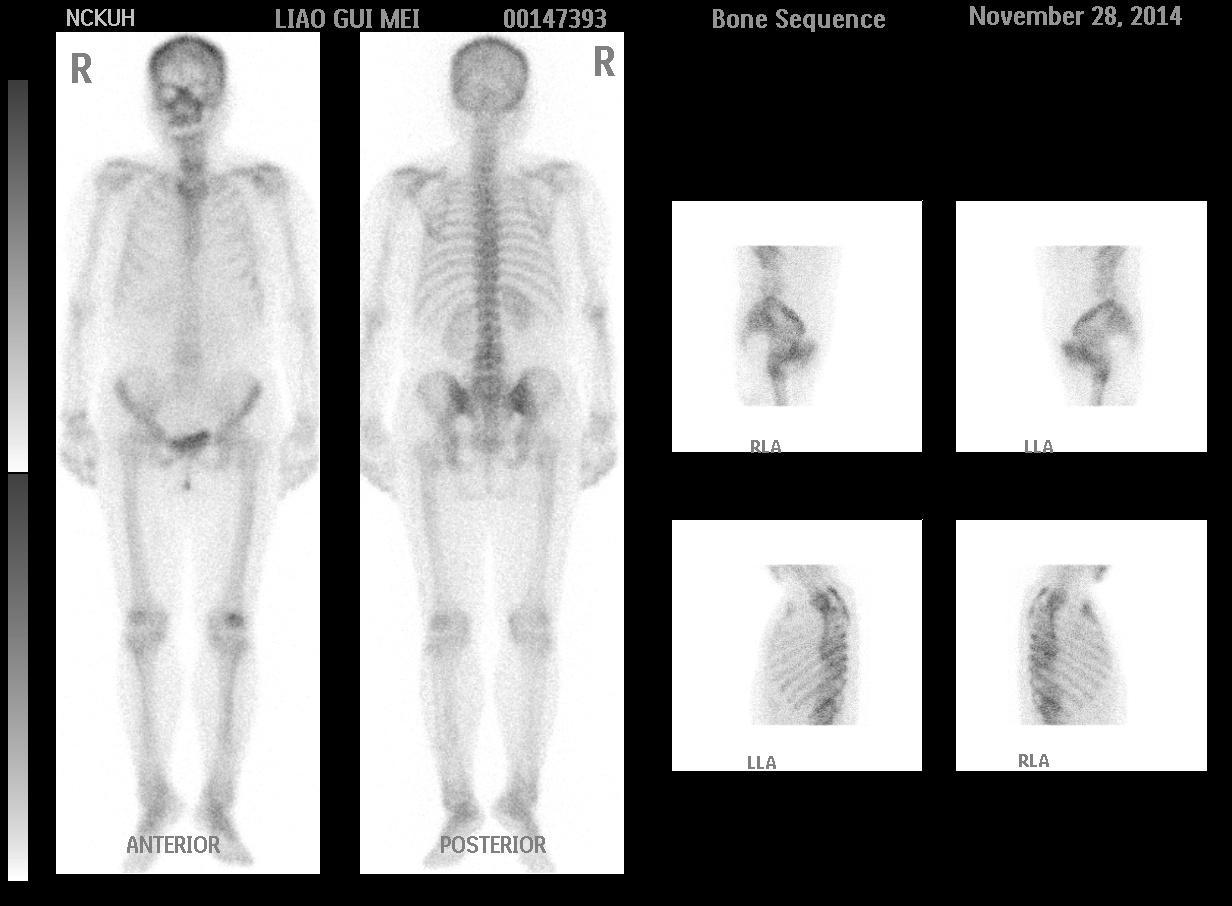 NCKUH LIAO GUI MEI 00147393 Bone Sequence November 28, 2014
R R
RLA LLA
LLA RLA
ANTERIOR POSTERIOR